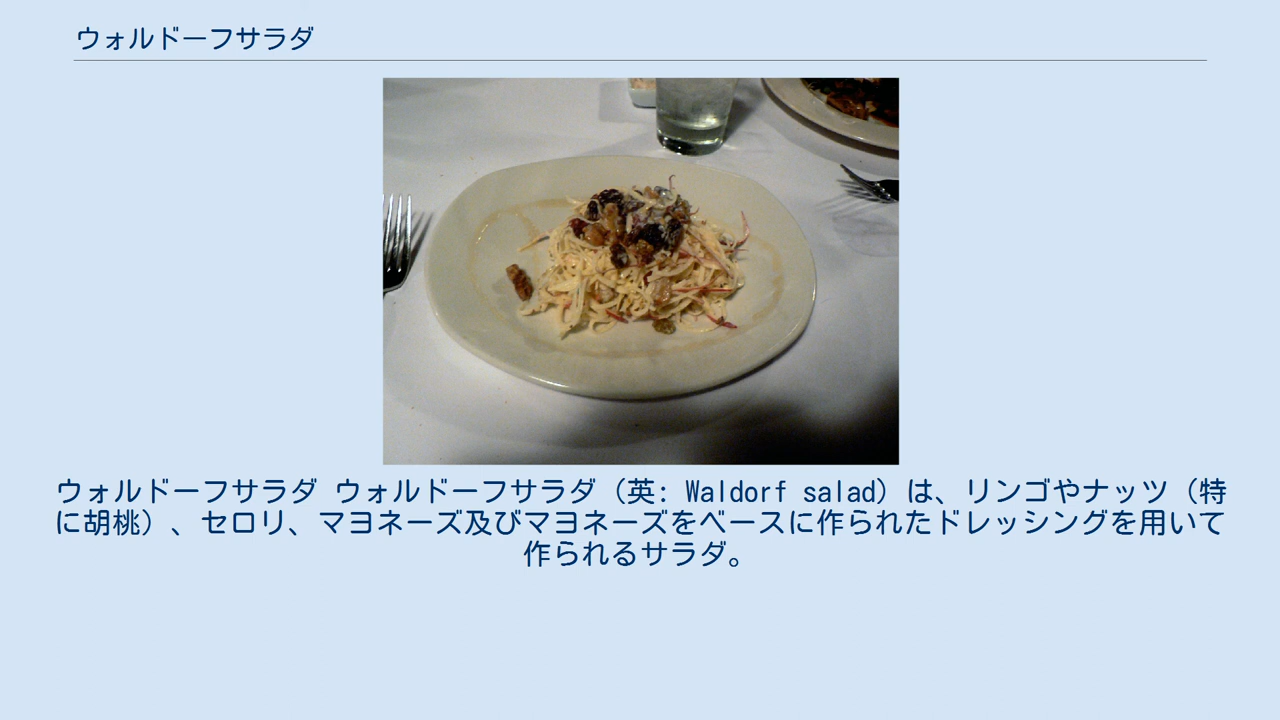 ウォルドーフサラダ
ウォルドーフサラダ ウォルドーフサラダ（英: Waldorf salad）は、リンゴやナッツ（特
に胡桃）、セロリ、マヨネーズ及びマヨネーズをベースに作られたドレッシングを用いて
作られるサラダ。